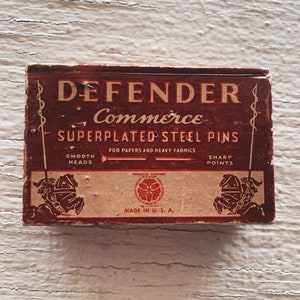 DEFENDER
Commerce
SUPERPLATED STEEL PINS
FOR PAPERS AND HEAVY FABRICS
SMOOTH HEADS
SHARP POINTS
MADE IN U. S. A.